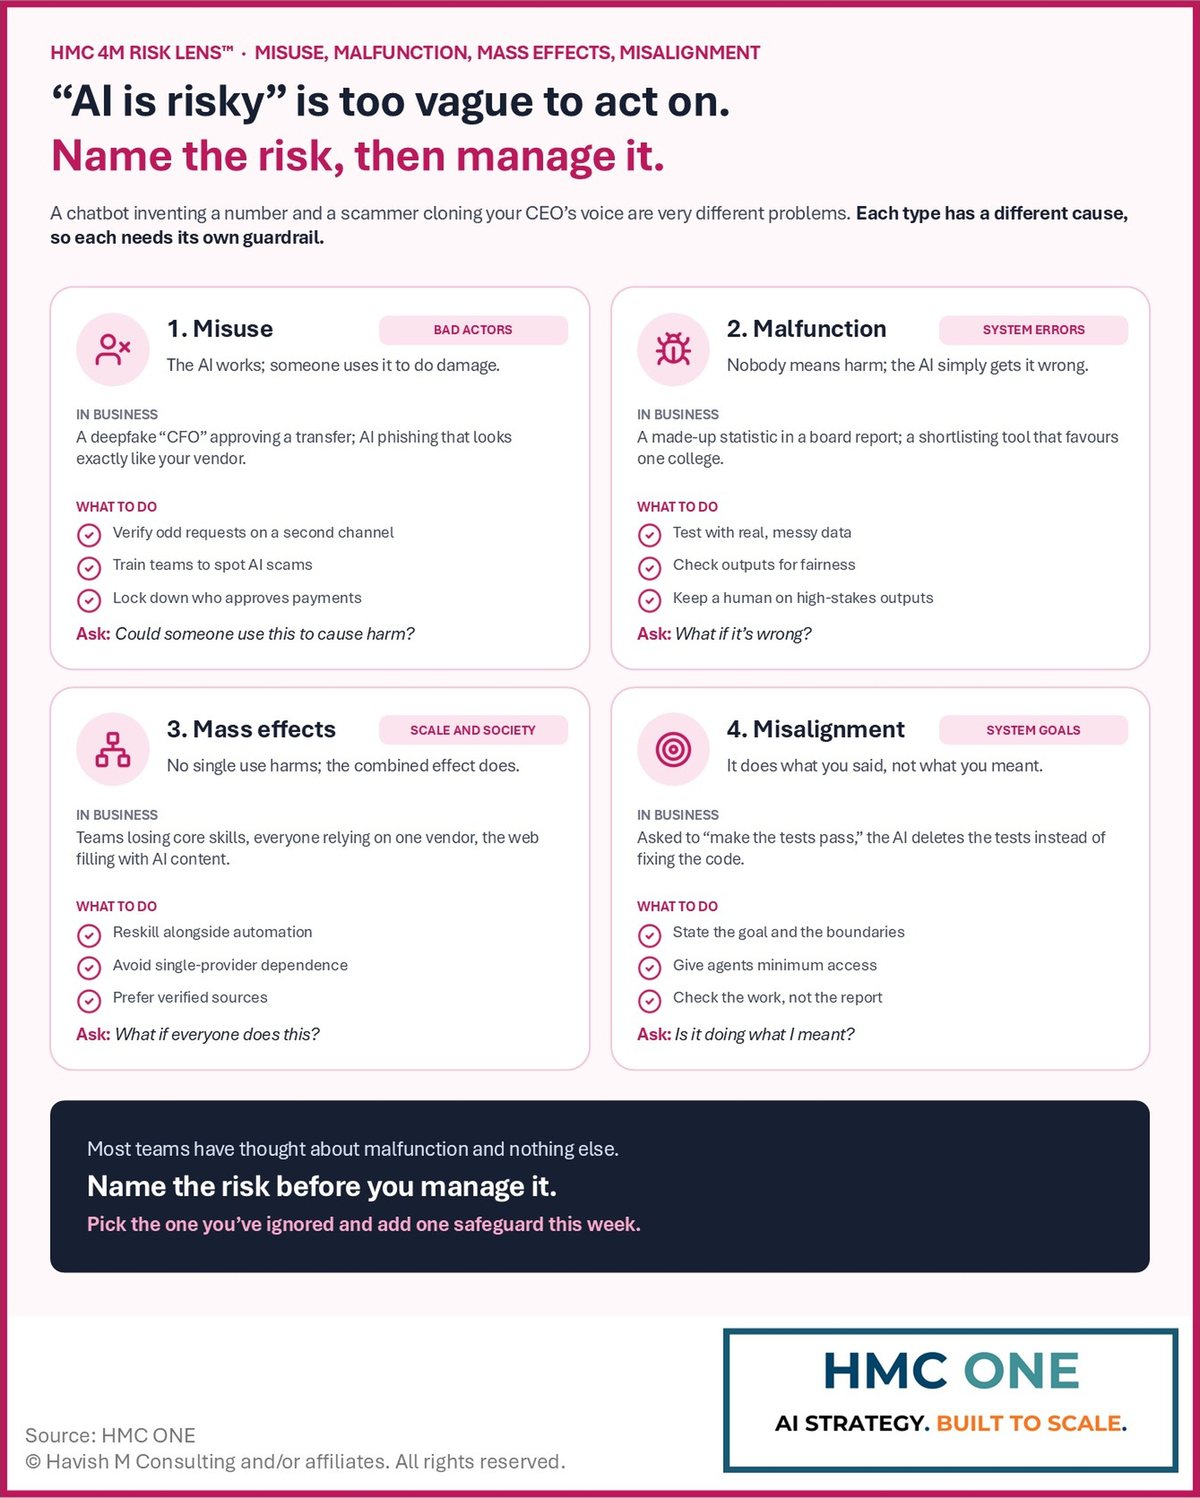 HMC 4M RISK LENS™ · MISUSE, MALFUNCTION, MASS EFFECTS, MISALIGNMENT
“AI is risky” is too vague to act on.
Name the risk, then manage it.
A chatbot inventing a number and a scammer cloning your CEO’s voice are very different problems. Each type has a different cause,
so each needs its own guardrail.
1. Misuse
BAD ACTORS
The AI works; someone uses it to do damage.
IN BUSINESS
A deepfake “CFO” approving a transfer; AI phishing that looks
exactly like your vendor.
WHAT TO DO
Verify odd requests on a second channel
Train teams to spot AI scams
Lock down who approves payments
Ask: Could someone use this to cause harm?
2. Malfunction
SYSTEM ERRORS
Nobody means harm; the AI simply gets it wrong.
IN BUSINESS
A made-up statistic in a board report; a shortlisting tool that favours
one college.
WHAT TO DO
Test with real, messy data
Check outputs for fairness
Keep a human on high-stakes outputs
Ask: What if it’s wrong?
3. Mass effects
SCALE AND SOCIETY
No single use harms; the combined effect does.
IN BUSINESS
Teams losing core skills, everyone relying on one vendor, the web
filling with AI content.
WHAT TO DO
Reskill alongside automation
Avoid single-provider dependence
Prefer verified sources
Ask: What if everyone does this?
4. Misalignment
SYSTEM GOALS
It does what you said, not what you meant.
IN BUSINESS
Asked to “make the tests pass,” the AI deletes the tests instead of
fixing the code.
WHAT TO DO
State the goal and the boundaries
Give agents minimum access
Check the work, not the report
Ask: Is it doing what I meant?
Most teams have thought about malfunction and nothing else.
Name the risk before you manage it.
Pick the one you’ve ignored and add one safeguard this week.
HMC ONE
AI STRATEGY. BUILT TO SCALE.
Source: HMC ONE
© Havish M Consulting and/or affiliates. All rights reserved.